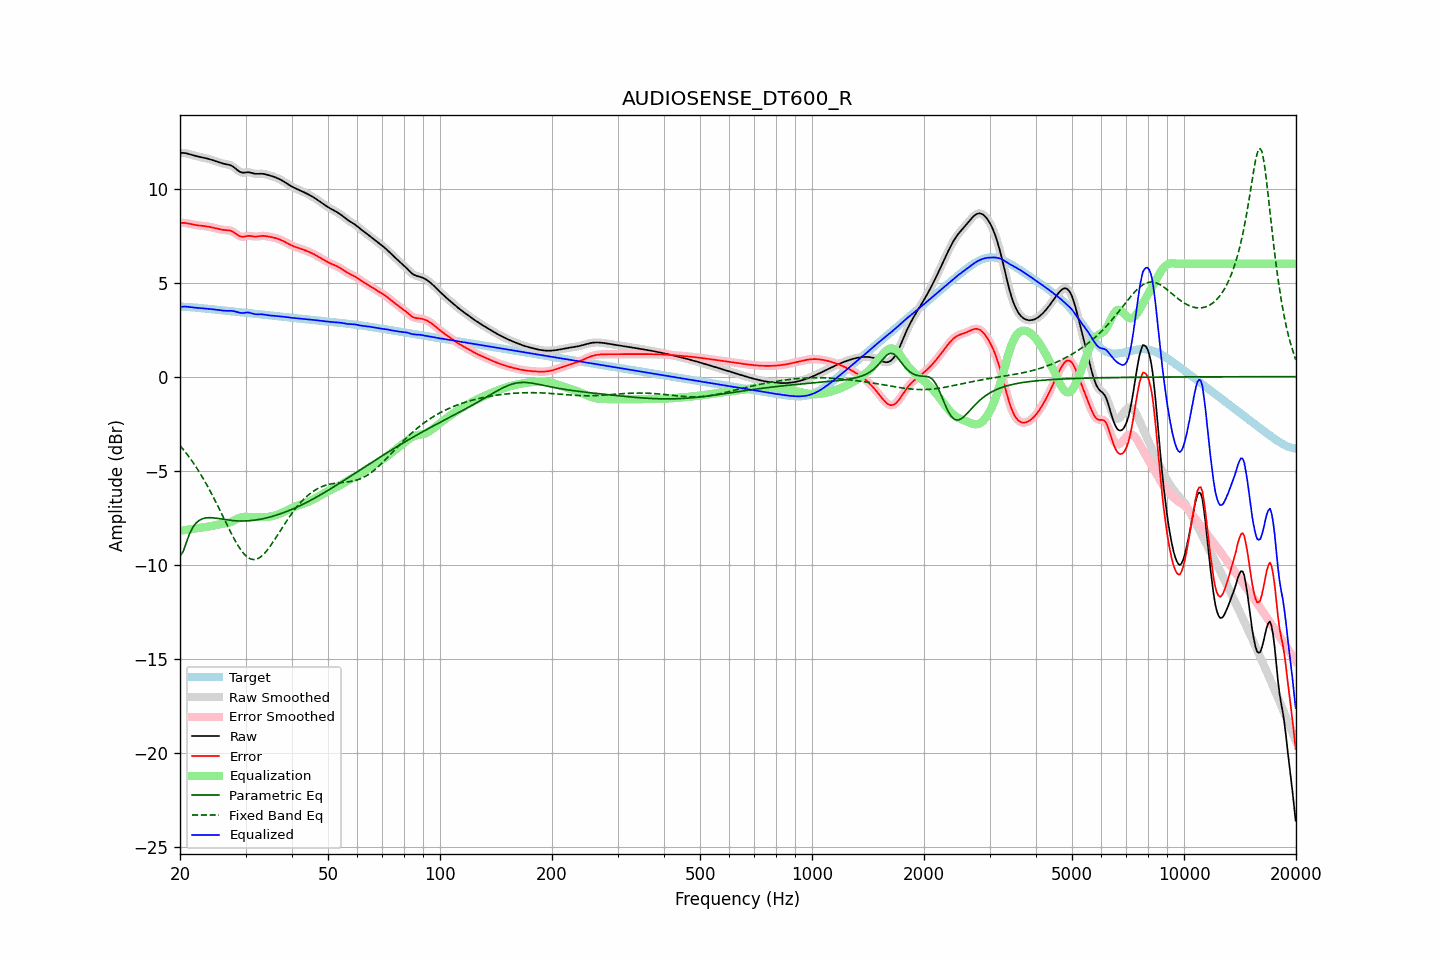 AUDIOSENSE_DT600_R
Amplitude (dBr)
10
5
0
−5
−10
−15
−20
−25
Target
Raw Smoothed
Error Smoothed
Raw
Error
Equalization
Parametric Eq
Fixed Band Eq
Equalized
20 50 100 200 500 1000 2000 5000 10000 20000
Frequency (Hz)